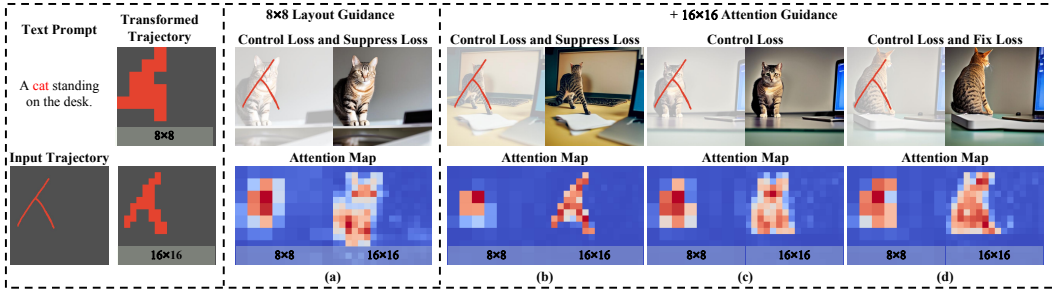 Text Prompt
A cat standing
on the desk.
Input Trajectory
Transformed
Trajectory
8×8
16×16
8×8 Layout Guidance
Control Loss and Suppress Loss
Attention Map
8×8 16×16
(a)
+ 16×16 Attention Guidance
Control Loss and Suppress Loss
Attention Map
8×8 16×16
(b)
Control Loss
Attention Map
8×8 16×16
(c)
Control Loss and Fix Loss
Attention Map
8×8 16×16
(d)